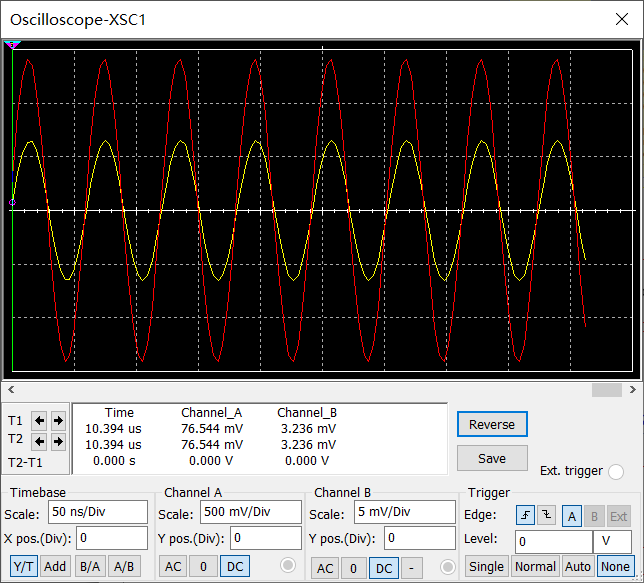 Oscilloscope-XSC1
Time Channel_A Channel_B
T1 10.394 us 76.544 mV 3.236 mV
T2 10.394 us 76.544 mV 3.236 mV
T2-T1 0.000 s 0.000 V 0.000 V
Reverse
Save
Ext. trigger
Timebase Channel A Channel B Trigger
Scale: 50 ns/Div Scale: 500 mV/Div Scale: 5 mV/Div Edge: A B Ext
X pos.(Div): 0 Y pos.(Div): 0 Y pos.(Div): 0 Level: 0 V
Y/T Add B/A A/B AC 0 DC AC 0 DC - Single Normal Auto None